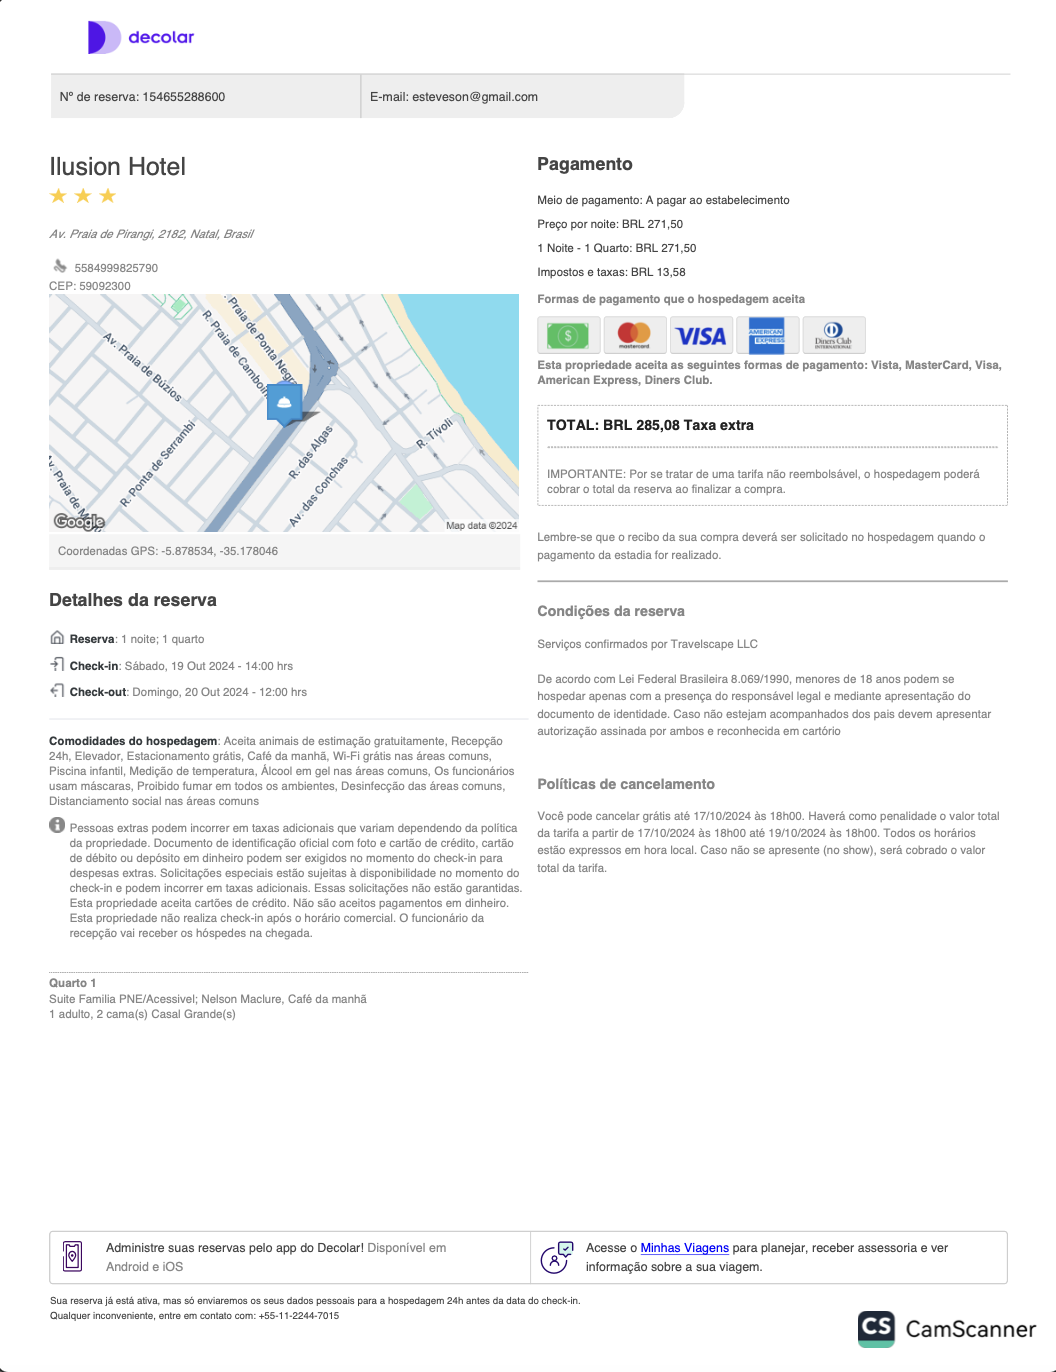 decolar
Nº de reserva: 154655288600
E-mail: esteveson@gmail.com
Ilusion Hotel
Av. Praia de Pirangi, 2182, Natal, Brasil
5584999825790
CEP: 59092300
Av. Praia de Búzios
R. Praia de Camboin
Praia de Ponta Negra
R. Ponta de Serrambi
R. das Algas
Av. das Conchas
R. Tívoli
Av. Praia de M
Google
Map data ©2024
Coordenadas GPS: -5.878534, -35.178046
Detalhes da reserva
Reserva: 1 noite; 1 quarto
Check-in: Sábado, 19 Out 2024 - 14:00 hrs
Check-out: Domingo, 20 Out 2024 - 12:00 hrs
Comodidades do hospedagem: Aceita animais de estimação gratuitamente, Recepção
24h, Elevador, Estacionamento grátis, Café da manhã, Wi-Fi grátis nas áreas comuns,
Piscina infantil, Medição de temperatura, Álcool em gel nas áreas comuns, Os funcionários
usam máscaras, Proibido fumar em todos os ambientes, Desinfecção das áreas comuns,
Distanciamento social nas áreas comuns
Pessoas extras podem incorrer em taxas adicionais que variam dependendo da política
da propriedade. Documento de identificação oficial com foto e cartão de crédito, cartão
de débito ou depósito em dinheiro podem ser exigidos no momento do check-in para
despesas extras. Solicitações especiais estão sujeitas à disponibilidade no momento do
check-in e podem incorrer em taxas adicionais. Essas solicitações não estão garantidas.
Esta propriedade aceita cartões de crédito. Não são aceitos pagamentos em dinheiro.
Esta propriedade não realiza check-in após o horário comercial. O funcionário da
recepção vai receber os hóspedes na chegada.
Quarto 1
Suite Familia PNE/Acessivel; Nelson Maclure, Café da manhã
1 adulto, 2 cama(s) Casal Grande(s)
Pagamento
Meio de pagamento: A pagar ao estabelecimento
Preço por noite: BRL 271,50
1 Noite - 1 Quarto: BRL 271,50
Impostos e taxas: BRL 13,58
Formas de pagamento que o hospedagem aceita
$
mastercard
VISA
AMERICAN EXPRESS
Diners Club
INTERNATIONAL
Esta propriedade aceita as seguintes formas de pagamento: Vista, MasterCard, Visa,
American Express, Diners Club.
TOTAL: BRL 285,08 Taxa extra
IMPORTANTE: Por se tratar de uma tarifa não reembolsável, o hospedagem poderá
cobrar o total da reserva ao finalizar a compra.
Lembre-se que o recibo da sua compra deverá ser solicitado no hospedagem quando o
pagamento da estadia for realizado.
Condições da reserva
Serviços confirmados por Travelscape LLC
De acordo com Lei Federal Brasileira 8.069/1990, menores de 18 anos podem se
hospedar apenas com a presença do responsável legal e mediante apresentação do
documento de identidade. Caso não estejam acompanhados dos pais devem apresentar
autorização assinada por ambos e reconhecida em cartório
Políticas de cancelamento
Você pode cancelar grátis até 17/10/2024 às 18h00. Haverá como penalidade o valor total
da tarifa a partir de 17/10/2024 às 18h00 até 19/10/2024 às 18h00. Todos os horários
estão expressos em hora local. Caso não se apresente (no show), será cobrado o valor
total da tarifa.
Administre suas reservas pelo app do Decolar! Disponível em
Android e iOS
Acesse o Minhas Viagens para planejar, receber assessoria e ver
informação sobre a sua viagem.
Sua reserva já está ativa, mas só enviaremos os seus dados pessoais para a hospedagem 24h antes da data do check-in.
Qualquer inconveniente, entre em contato com: +55-11-2244-7015
CS CamScanner